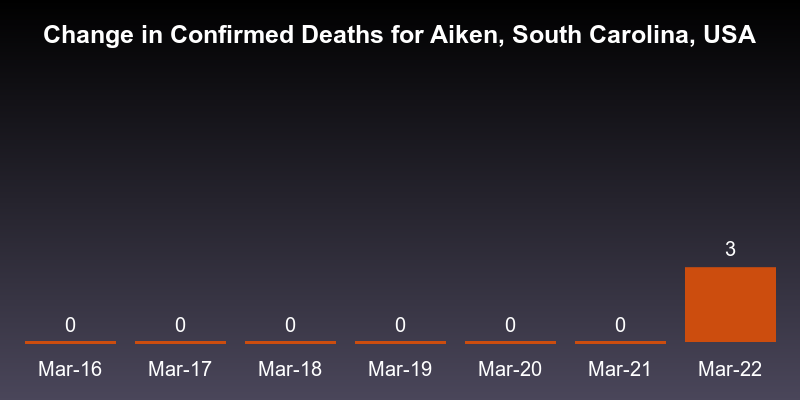 Change in Confirmed Deaths for Aiken, South Carolina, USA
3
0 0 0 0 0 0
Mar-16 Mar-17 Mar-18 Mar-19 Mar-20 Mar-21 Mar-22